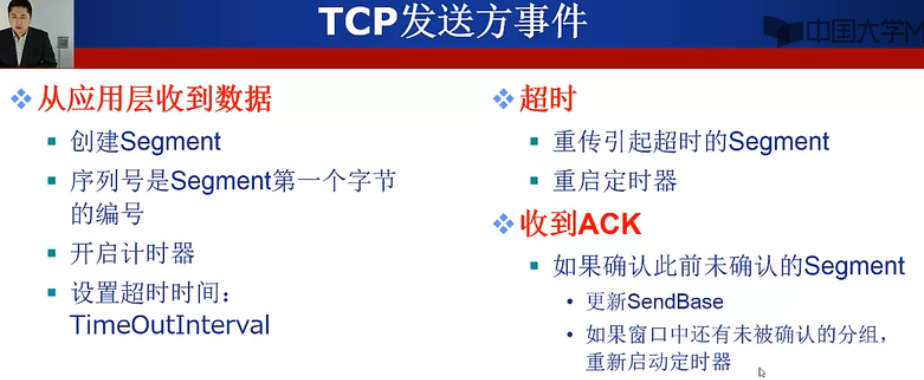 TCP发送方事件
中国大学M
从应用层收到数据
创建Segment
序列号是Segment第一个字节
的编号
开启计时器
设置超时时间：
TimeOutInterval
超时
重传引起超时的Segment
重启定时器
收到ACK
如果确认此前未确认的Segment
更新SendBase
如果窗口中还有未被确认的分组，
重新启动定时器